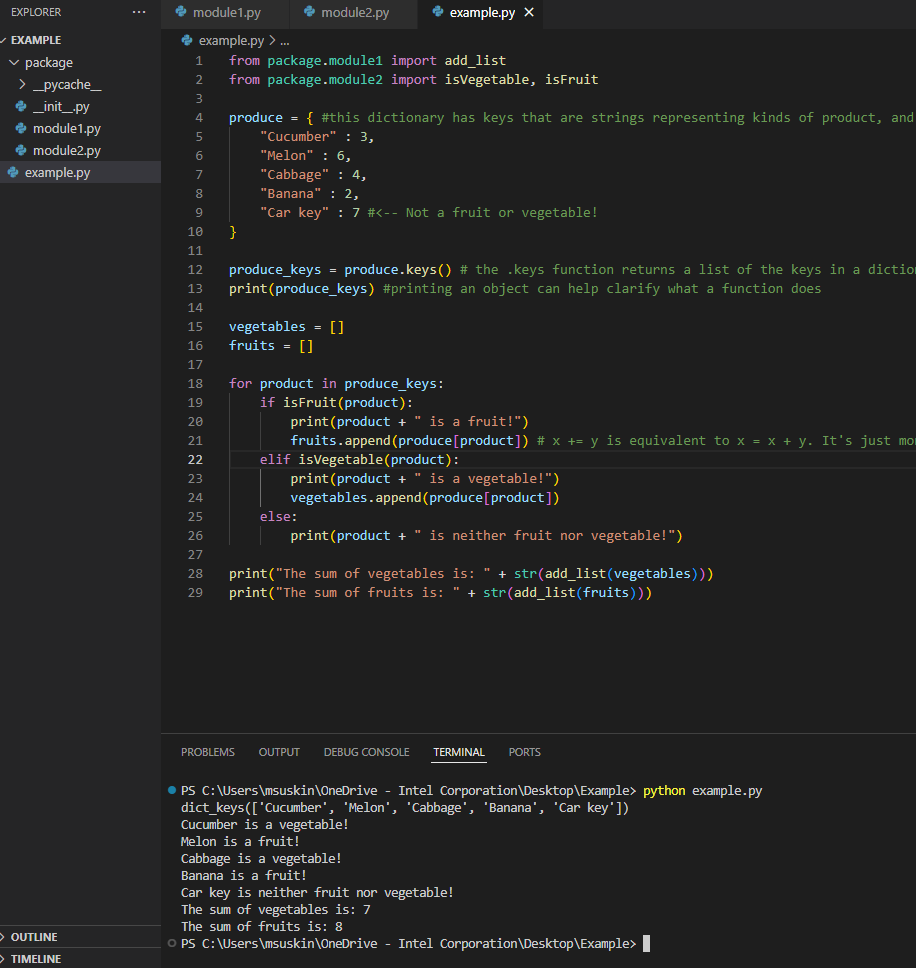 EXPLORER ···
EXAMPLE
package
__pycache__
__init__.py
module1.py
module2.py
example.py
OUTLINE
TIMELINE
module1.py module2.py example.py
example.py > ...
1 from package.module1 import add_list
2 from package.module2 import isVegetable, isFruit
3
4 produce = { #this dictionary has keys that are strings representing kinds of product, and
5 "Cucumber" : 3,
6 "Melon" : 6,
7 "Cabbage" : 4,
8 "Banana" : 2,
9 "Car key" : 7 #<-- Not a fruit or vegetable!
10 }
11
12 produce_keys = produce.keys() # the .keys function returns a list of the keys in a dictio
13 print(produce_keys) #printing an object can help clarify what a function does
14
15 vegetables = []
16 fruits = []
17
18 for product in produce_keys:
19 if isFruit(product):
20 print(product + " is a fruit!")
21 fruits.append(produce[product]) # x += y is equivalent to x = x + y. It's just mo
22 elif isVegetable(product):
23 print(product + " is a vegetable!")
24 vegetables.append(produce[product])
25 else:
26 print(product + " is neither fruit nor vegetable!")
27
28 print("The sum of vegetables is: " + str(add_list(vegetables)))
29 print("The sum of fruits is: " + str(add_list(fruits)))
PROBLEMS OUTPUT DEBUG CONSOLE TERMINAL PORTS
PS C:\Users\msuskin\OneDrive - Intel Corporation\Desktop\Example> python example.py
dict_keys(['Cucumber', 'Melon', 'Cabbage', 'Banana', 'Car key'])
Cucumber is a vegetable!
Melon is a fruit!
Cabbage is a vegetable!
Banana is a fruit!
Car key is neither fruit nor vegetable!
The sum of vegetables is: 7
The sum of fruits is: 8
PS C:\Users\msuskin\OneDrive - Intel Corporation\Desktop\Example>